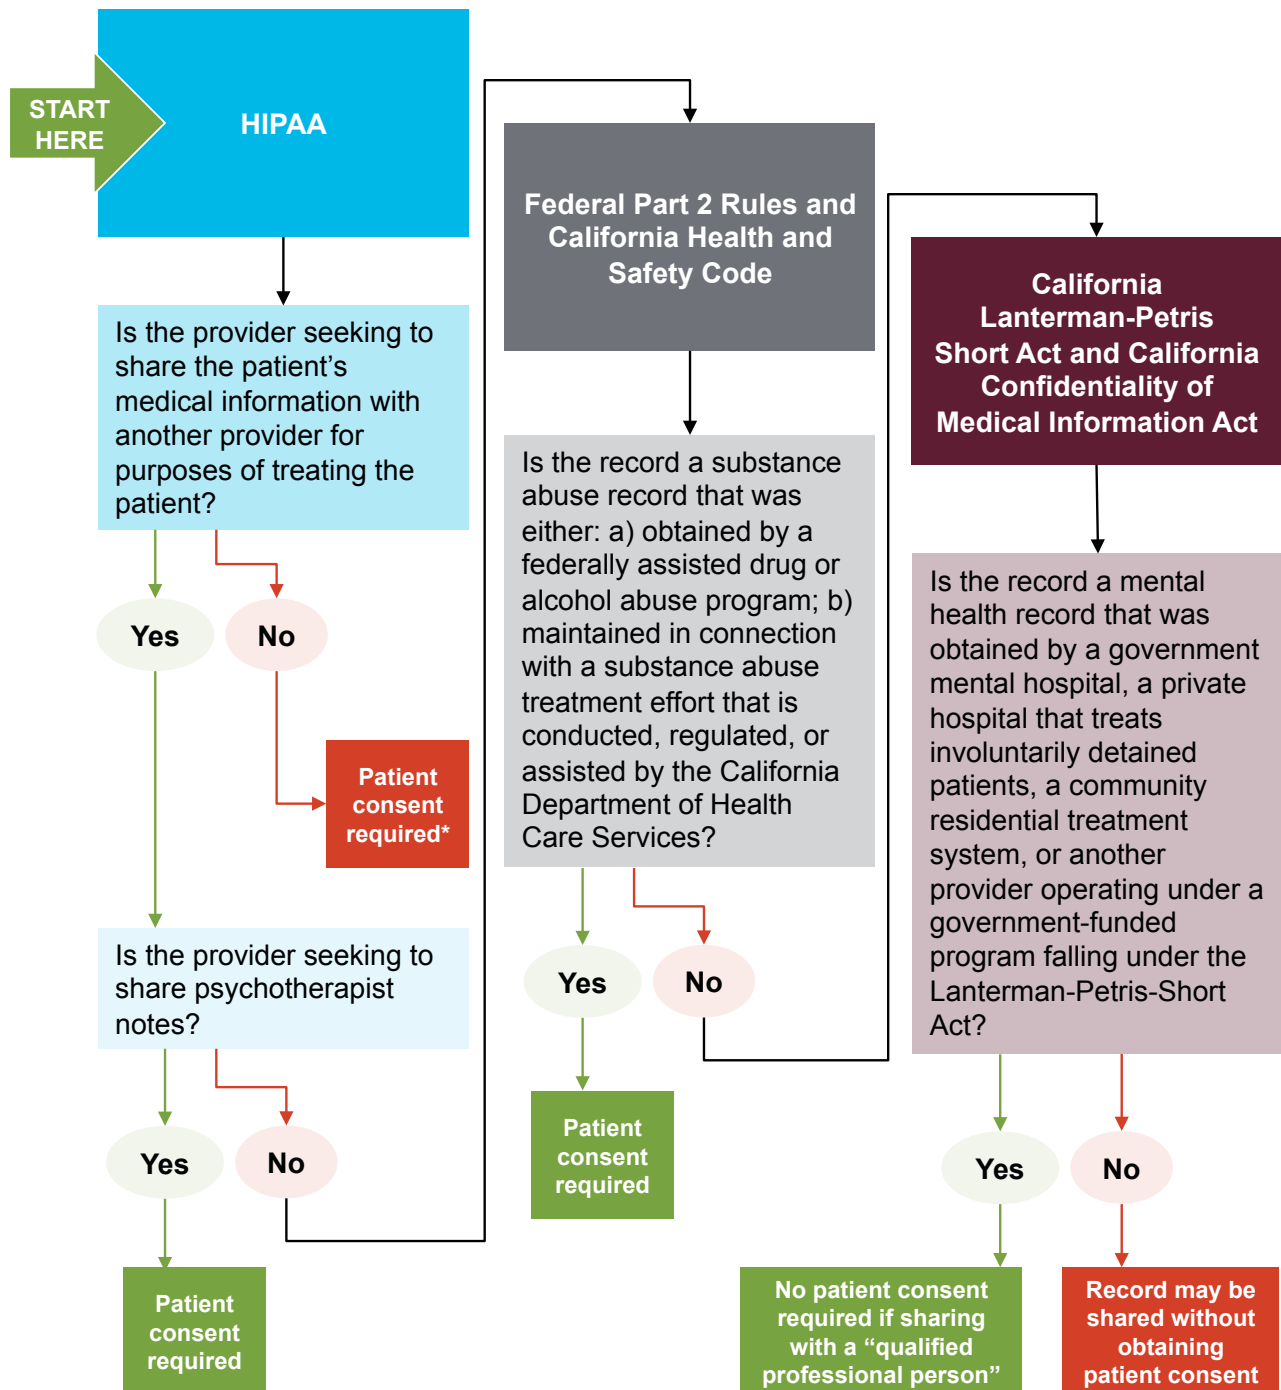 START
HERE
HIPAA
Is the provider seeking to
share the patient’s
medical information with
another provider for
purposes of treating the
patient?
Yes
No
Patient
consent
required*
Is the provider seeking to
share psychotherapist
notes?
Yes
No
Patient
consent
required
Federal Part 2 Rules and
California Health and
Safety Code
Is the record a substance
abuse record that was
either: a) obtained by a
federally assisted drug or
alcohol abuse program; b)
maintained in connection
with a substance abuse
treatment effort that is
conducted, regulated, or
assisted by the California
Department of Health
Care Services?
Yes
No
Patient
consent
required
California
Lanterman-Petris
Short Act and California
Confidentiality of
Medical Information Act
Is the record a mental
health record that was
obtained by a government
mental hospital, a private
hospital that treats
involuntarily detained
patients, a community
residential treatment
system, or another
provider operating under a
government-funded
program falling under the
Lanterman-Petris-Short
Act?
Yes
No
No patient consent
required if sharing
with a “qualified
professional person”
Record may be
shared without
obtaining
patient consent